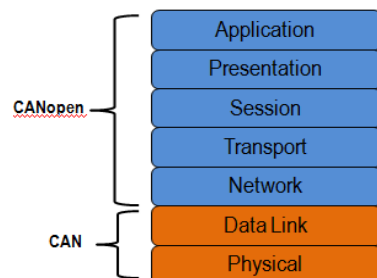 Application
Presentation
CANopen
Session
Transport
Network
Data Link
CAN
Physical